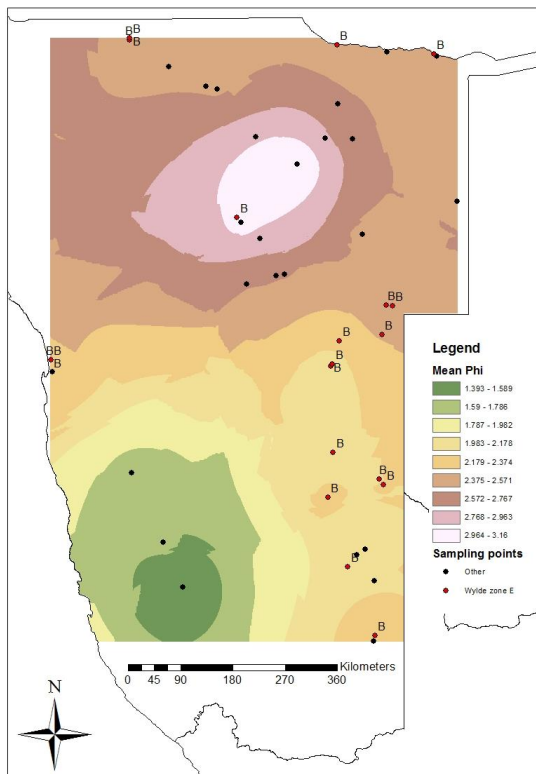 B
B
B
B
B
B
B B
B
B
B B
B
B
B
B
B
B
B
B
B
B
Legend
Mean Phi
1.393 - 1.589
1.59 - 1.786
1.787 - 1.982
1.983 - 2.178
2.179 - 2.374
2.375 - 2.571
2.572 - 2.767
2.768 - 2.963
2.964 - 3.16
Sampling points
Other
Wylde zone E
Kilometers
0 45 90 180 270 360
N